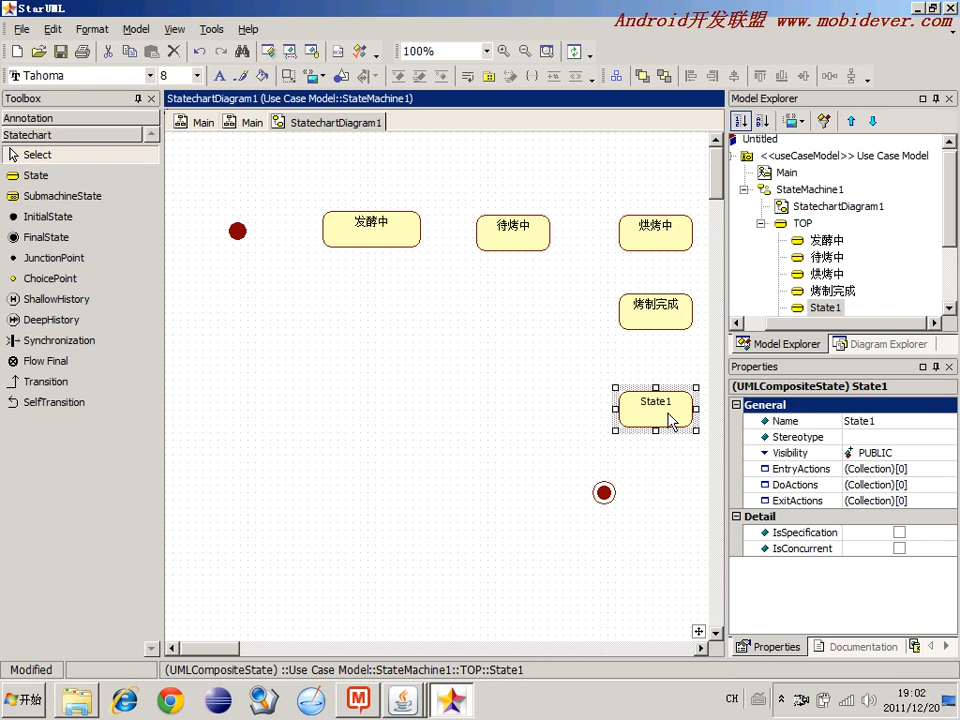 StarUML
Android开发联盟 www.mobidever.com
File Edit Format Model View Tools Help
100%
Tahoma 8
Toolbox
Annotation
Statechart
Select
State
SubmachineState
InitialState
FinalState
JunctionPoint
ChoicePoint
ShallowHistory
DeepHistory
Synchronization
Flow Final
Transition
SelfTransition
StatechartDiagram1 (Use Case Model::StateMachine1)
Main Main StatechartDiagram1
发酵中 待烤中 烘烤中
烤制完成
State1
Model Explorer
Untitled
<<useCaseModel>> Use Case Model
Main
StateMachine1
StatechartDiagram1
TOP
发酵中
待烤中
烘烤中
烤制完成
State1
Model Explorer Diagram Explorer
Properties
(UMLCompositeState) State1
General
Name State1
Stereotype
Visibility PUBLIC
EntryActions (Collection)[0]
DoActions (Collection)[0]
ExitActions (Collection)[0]
Detail
IsSpecification
IsConcurrent
Properties Documentation
Modified (UMLCompositeState) ::Use Case Model::StateMachine1::TOP::State1
开始 CH 19:02
2011/12/20